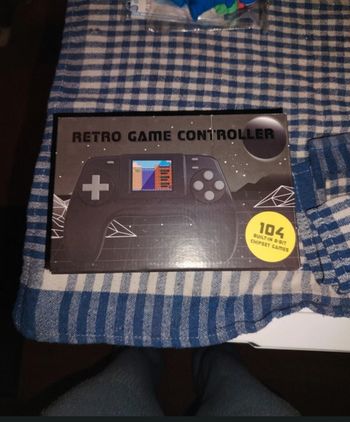 RETRO GAME CONTROLLER
104
BUILT-IN 8-BIT
CHIPSET GAMES